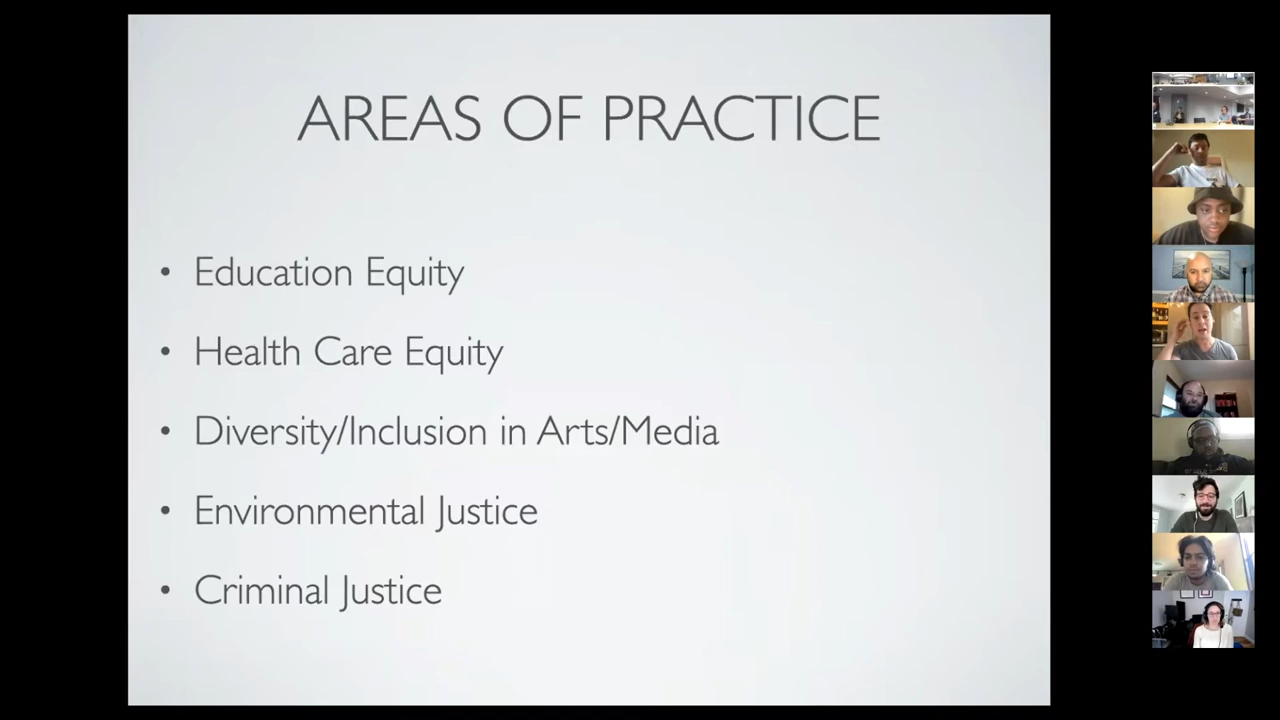 AREAS OF PRACTICE
• Education Equity
• Health Care Equity
• Diversity/Inclusion in Arts/Media
• Environmental Justice
• Criminal Justice